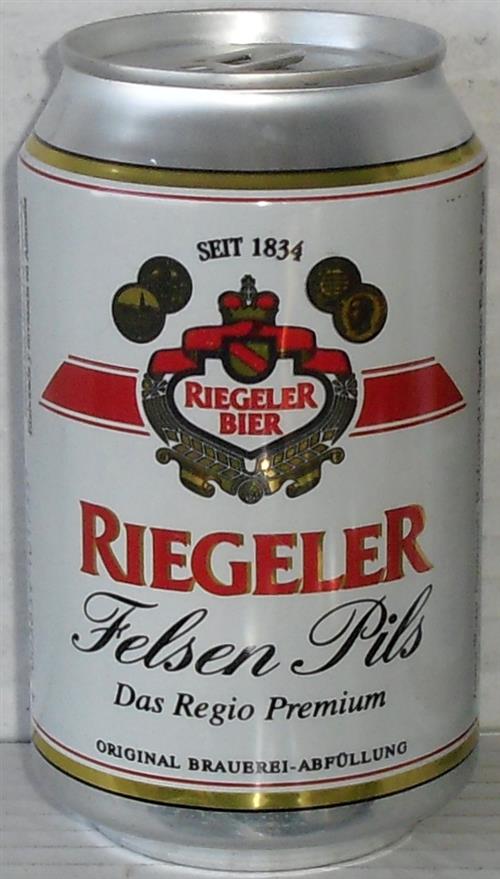 SEIT 1834
RIEGELER
BIER
RIEGELER
Felsen Pils
Das Regio Premium
ORIGINAL BRAUEREI-ABFÜLLUNG